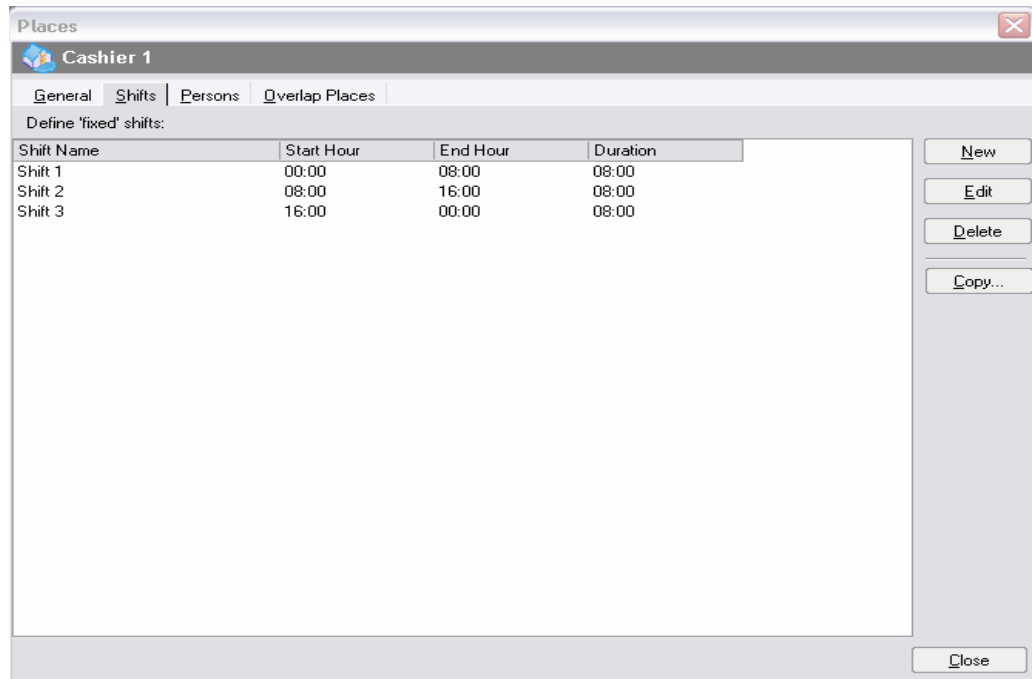 Places
Cashier 1
General Shifts Persons Overlap Places
Define 'fixed' shifts:
Shift Name Start Hour End Hour Duration
Shift 1 00:00 08:00 08:00
Shift 2 08:00 16:00 08:00
Shift 3 16:00 00:00 08:00
New
Edit
Delete
Copy...
Close